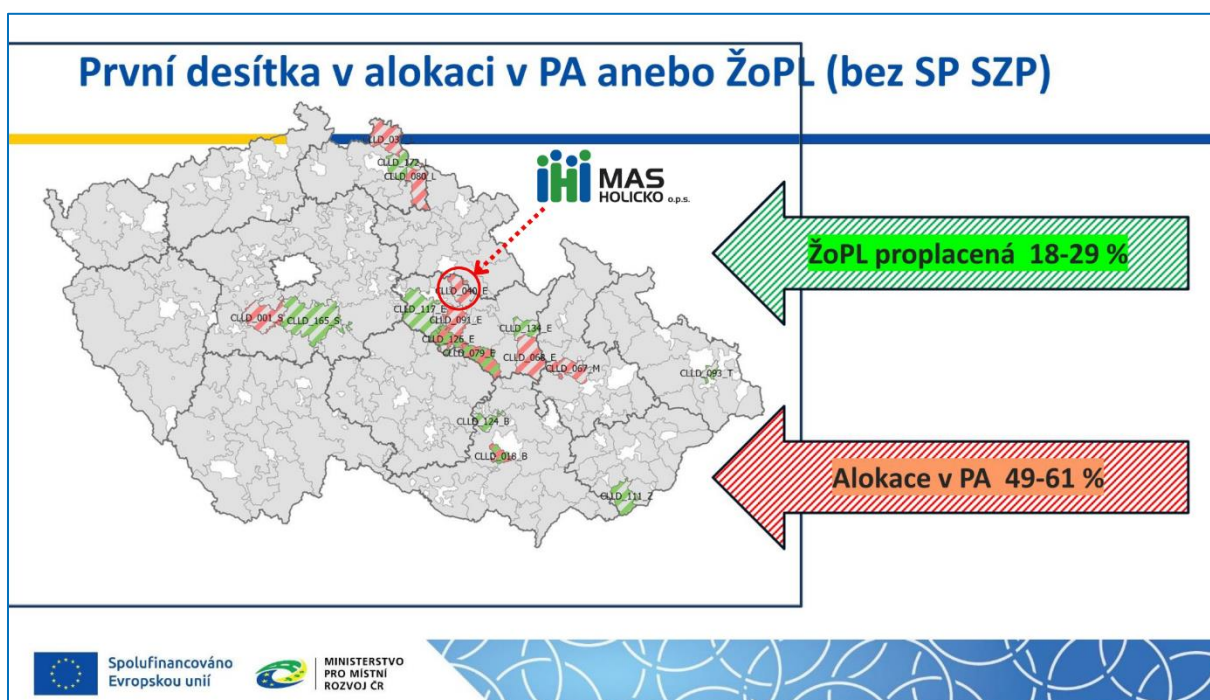 První desítka v alokaci v PA anebo ŽoPL (bez SP SZP)
CLLD_172_L
CLLD_080_L
MAS
HOLICKO o.p.s.
ŽoPL proplacená 18-29 %
CLLD_040_E
CLLD_117_E
CLLD_091_E
CLLD_001_S
CLLD_165_S
CLLD_126_E
CLLD_134_E
CLLD_079_E
CLLD_068_E
CLLD_067_M
CLLD_093_T
CLLD_124_B
CLLD_018_B
CLLD_111_Z
Alokace v PA 49-61 %
Spolufinancováno
Evropskou unií
MINISTERSTVO
PRO MÍSTNÍ
ROZVOJ ČR